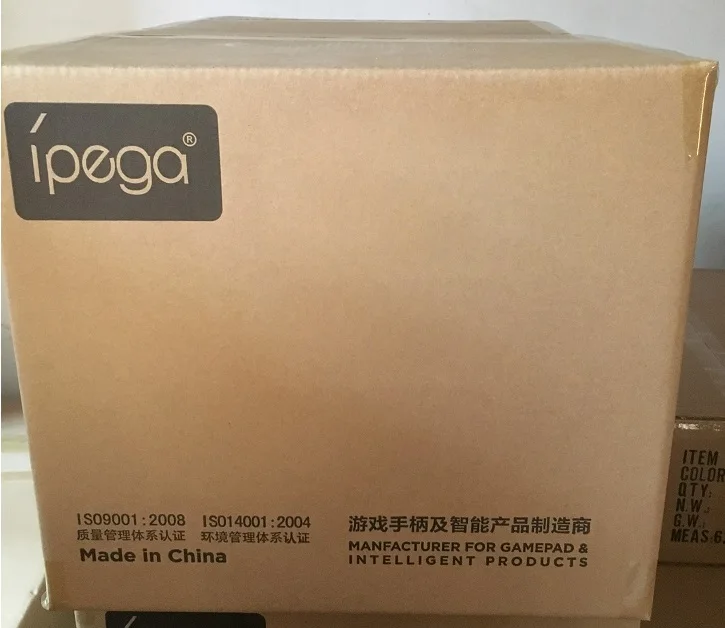 ípega®
ISO9001:2008 ISO14001:2004
质量管理体系认证 环境管理体系认证
Made in China
游戏手柄及智能产品制造商
MANFACTURER FOR GAMEPAD &
INTELLIGENT PRODUCTS
ITEM
COLOR
QTY:
N.W.:
G.W.:
MEAS:6.